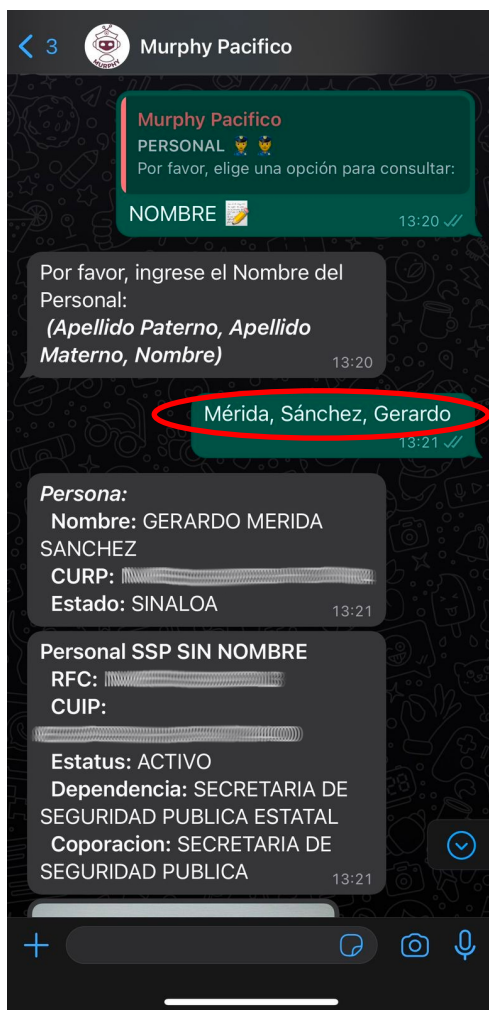 3
MURPHY
Murphy Pacifico
Murphy Pacifico
PERSONAL 👮 👮
Por favor, elige una opción para consultar:
NOMBRE 📝
13:20
Por favor, ingrese el Nombre del
Personal:
(Apellido Paterno, Apellido
Materno, Nombre)
13:20
Mérida, Sánchez, Gerardo
13:21
Persona:
Nombre: GERARDO MERIDA
SANCHEZ
CURP:
Estado: SINALOA
13:21
Personal SSP SIN NOMBRE
RFC:
CUIP:
Estatus: ACTIVO
Dependencia: SECRETARIA DE
SEGURIDAD PUBLICA ESTATAL
Coporacion: SECRETARIA DE
SEGURIDAD PUBLICA
13:21